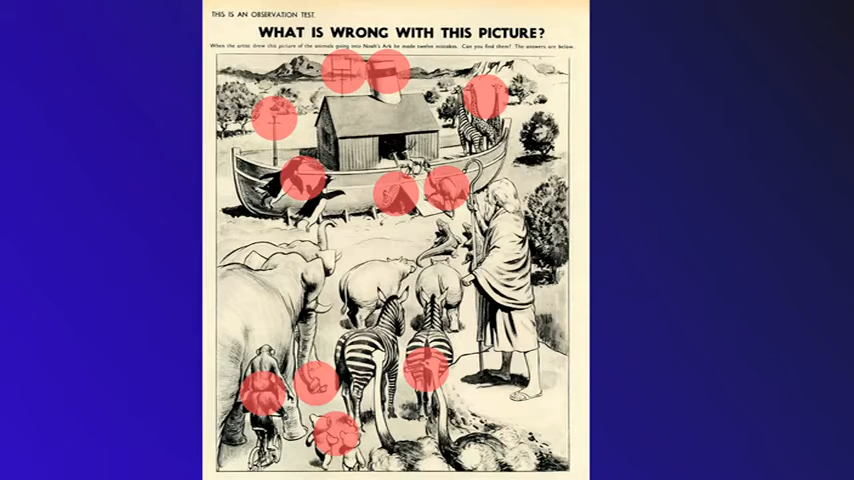 THIS IS AN OBSERVATION TEST.
WHAT IS WRONG WITH THIS PICTURE?
When the artist drew this picture of the animals going into Noah's Ark he made twelve mistakes. Can you find them? The answers are below.